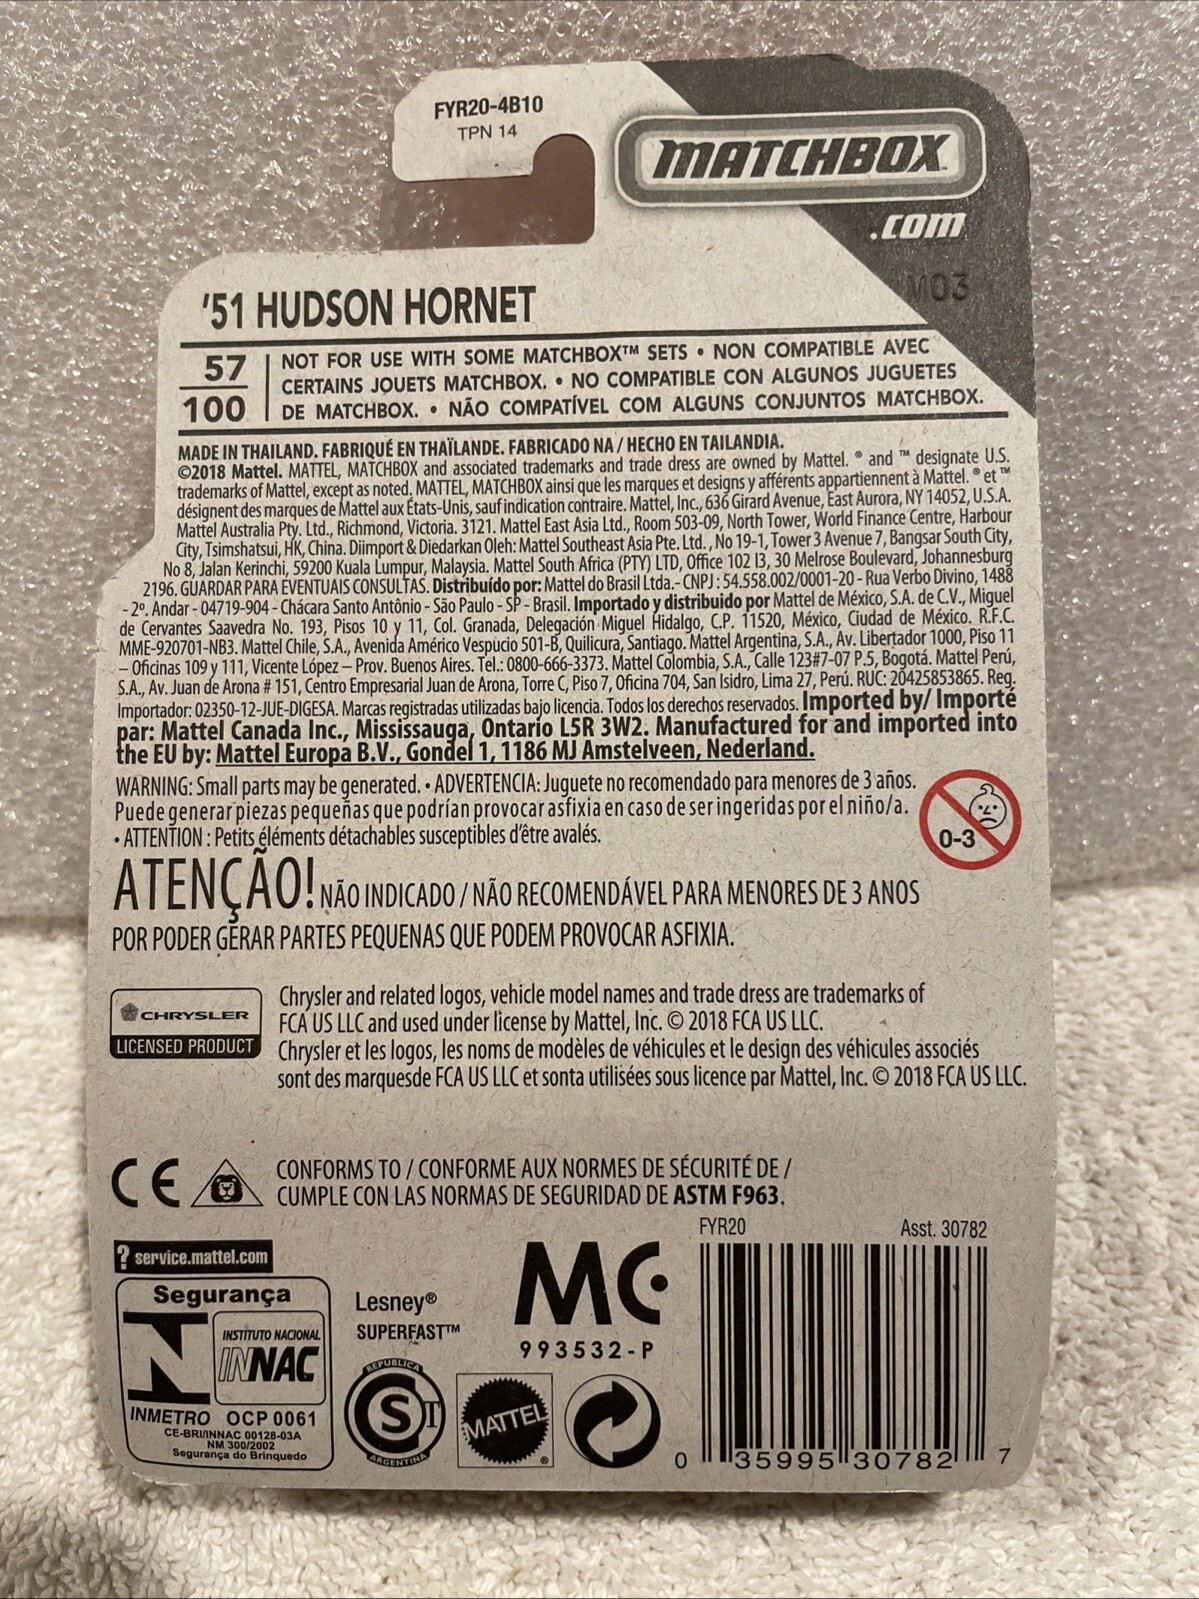 FYR20-4B10
TPN 14
MATCHBOX™
.com
M03
'51 HUDSON HORNET
57
100
NOT FOR USE WITH SOME MATCHBOX™ SETS • NON COMPATIBLE AVEC
CERTAINS JOUETS MATCHBOX. • NO COMPATIBLE CON ALGUNOS JUGUETES
DE MATCHBOX. • NÃO COMPATÍVEL COM ALGUNS CONJUNTOS MATCHBOX.
MADE IN THAILAND. FABRIQUÉ EN THAÏLANDE. FABRICADO NA / HECHO EN TAILANDIA.
©2018 Mattel. MATTEL, MATCHBOX and associated trademarks and trade dress are owned by Mattel. ® and ™ designate U.S.
trademarks of Mattel, except as noted. MATTEL, MATCHBOX ainsi que les marques et designs y afférents appartiennent à Mattel. ® et ™
désignent des marques de Mattel aux États-Unis, sauf indication contraire. Mattel, Inc., 636 Girard Avenue, East Aurora, NY 14052, U.S.A.
Mattel Australia Pty. Ltd., Richmond, Victoria. 3121. Mattel East Asia Ltd., Room 503-09, North Tower, World Finance Centre, Harbour
City, Tsimshatsui, HK, China. Diimport & Diedarkan Oleh: Mattel Southeast Asia Pte. Ltd., No 19-1, Tower 3 Avenue 7, Bangsar South City,
No 8, Jalan Kerinchi, 59200 Kuala Lumpur, Malaysia. Mattel South Africa (PTY) LTD, Office 102 I3, 30 Melrose Boulevard, Johannesburg
2196. GUARDAR PARA EVENTUAIS CONSULTAS. Distribuído por: Mattel do Brasil Ltda.- CNPJ : 54.558.002/0001-20 - Rua Verbo Divino, 1488
- 2º. Andar - 04719-904 - Chácara Santo Antônio - São Paulo - SP - Brasil. Importado y distribuido por Mattel de México, S.A. de C.V., Miguel
de Cervantes Saavedra No. 193, Pisos 10 y 11, Col. Granada, Delegación Miguel Hidalgo, C.P. 11520, México, Ciudad de México. R.F.C.
MME-920701-NB3. Mattel Chile, S.A., Avenida Américo Vespucio 501-B, Quilicura, Santiago. Mattel Argentina, S.A., Av. Libertador 1000, Piso 11
– Oficinas 109 y 111, Vicente López – Prov. Buenos Aires. Tel.: 0800-666-3373. Mattel Colombia, S.A., Calle 123#7-07 P.5, Bogotá. Mattel Perú,
S.A., Av. Juan de Arona # 151, Centro Empresarial Juan de Arona, Torre C, Piso 7, Oficina 704, San Isidro, Lima 27, Perú. RUC: 20425853865. Reg.
Importador: 02350-12-JUE-DIGESA. Marcas registradas utilizadas bajo licencia. Todos los derechos reservados. Imported by/ Importé
par: Mattel Canada Inc., Mississauga, Ontario L5R 3W2. Manufactured for and imported into
the EU by: Mattel Europa B.V., Gondel 1, 1186 MJ Amstelveen, Nederland.
WARNING: Small parts may be generated. • ADVERTENCIA: Juguete no recomendado para menores de 3 años.
Puede generar piezas pequeñas que podrían provocar asfixia en caso de ser ingeridas por el niño/a.
• ATTENTION : Petits éléments détachables susceptibles d'être avalés.
0-3
ATENÇÃO! NÃO INDICADO / NÃO RECOMENDÁVEL PARA MENORES DE 3 ANOS
POR PODER GERAR PARTES PEQUENAS QUE PODEM PROVOCAR ASFIXIA.
CHRYSLER
LICENSED PRODUCT
Chrysler and related logos, vehicle model names and trade dress are trademarks of
FCA US LLC and used under license by Mattel, Inc. © 2018 FCA US LLC.
Chrysler et les logos, les noms de modèles de véhicules et le design des véhicules associés
sont des marquesde FCA US LLC et sonta utilisées sous licence par Mattel, Inc. © 2018 FCA US LLC.
CE
CONFORMS TO / CONFORME AUX NORMES DE SÉCURITÉ DE /
CUMPLE CON LAS NORMAS DE SEGURIDAD DE ASTM F963.
FYR20 Asst. 30782
? service.mattel.com
Segurança
INSTITUTO NACIONAL
INNAC
INMETRO OCP 0061
CE-BRI/INNAC 00128-03A
NM 300/2002
Segurança do Brinquedo
Lesney®
SUPERFAST™
MC
993532-P
REPUBLICA
S T
ARGENTINA
MATTEL®
0 35995 30782 7